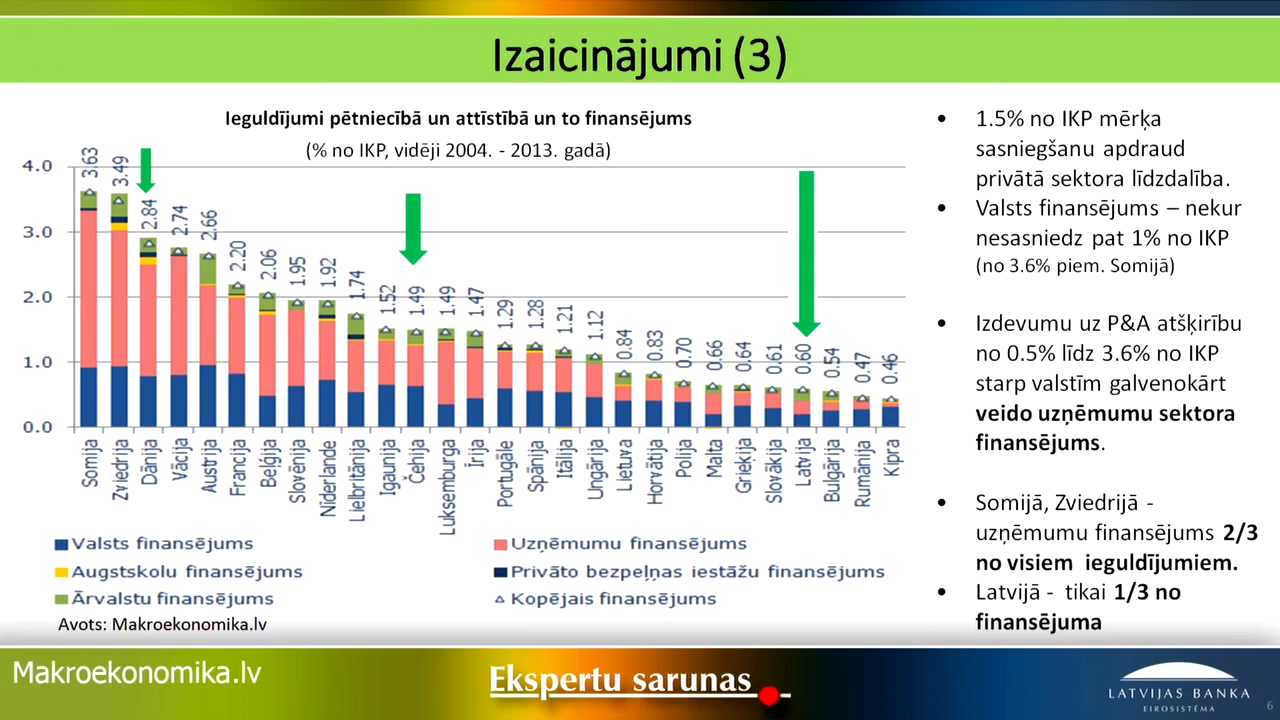 Izaicinājumi (3)
Ieguldījumi pētniecībā un attīstībā un to finansējums
(% no IKP, vidēji 2004. - 2013. gadā)
4.0
3.0
2.0
1.0
0.0
3.63
3.49
2.84
2.74
2.66
2.20
2.06
1.95
1.92
1.74
1.52
1.49
1.49
1.47
1.29
1.28
1.21
1.12
0.84
0.83
0.70
0.66
0.64
0.61
0.60
0.54
0.47
0.46
Somija
Zviedrija
Dānija
Vācija
Austrija
Francija
Beļģija
Slovēnija
Nīderlande
Lielbritānija
Igaunija
Čehija
Luksemburga
Īrija
Portugāle
Spānija
Itālija
Ungārija
Lietuva
Horvātija
Polija
Malta
Grieķija
Slovākija
Latvija
Bulgārija
Rumānija
Kipra
Valsts finansējums
Uzņēmumu finansējums
Augstskolu finansējums
Privāto bezpeļņas iestāžu finansējums
Ārvalstu finansējums
Kopējais finansējums
Avots: Makroekonomika.lv
• 1.5% no IKP mērķa
sasniegšanu apdraud
privātā sektora līdzdalība.
• Valsts finansējums – nekur
nesasniedz pat 1% no IKP
(no 3.6% piem. Somijā)
• Izdevumu uz P&A atšķirību
no 0.5% līdz 3.6% no IKP
starp valstīm galvenokārt
veido uzņēmumu sektora
finansējums.
• Somijā, Zviedrijā -
uzņēmumu finansējums 2/3
no visiem ieguldījumiem.
• Latvijā - tikai 1/3 no
finansējuma
Makroekonomika.lv
Ekspertu sarunas
LATVIJAS BANKA
EIROSISTĒMA
6